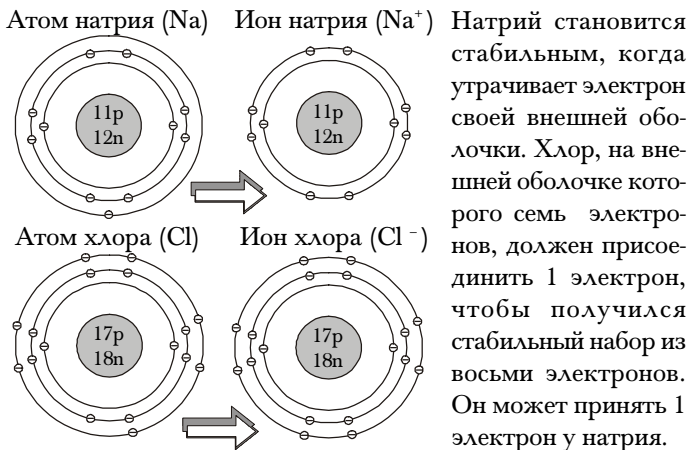 Атом натрия (Na)
Ион натрия (Na⁺)
11p
12n
11p
12n
Атом хлора (Cl)
Ион хлора (Cl ⁻)
17p
18n
17p
18n
Натрий становится
стабильным, когда
утрачивает электрон
своей внешней обо-
лочки. Хлор, на вне-
шней оболочке кото-
рого семь электро-
нов, должен присое-
динить 1 электрон,
чтобы получился
стабильный набор из
восьми электронов.
Он может принять 1
электрон у натрия.